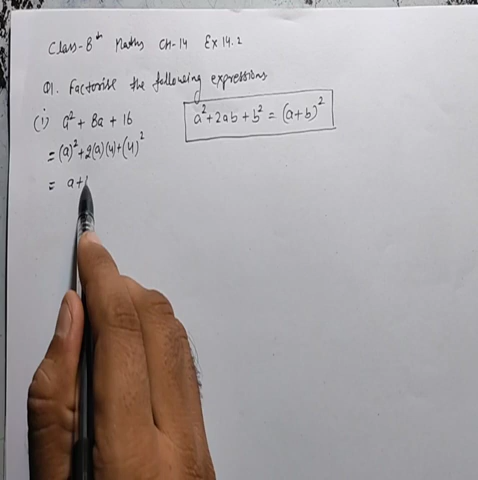 Class-8th Maths CH-14 Ex 14.2
Q1. Factorise the following expressions
(i) a² + 8a + 16
a²+2ab+b² = (a+b)²
= (a)²+2(a)(4)+(4)²
= a+